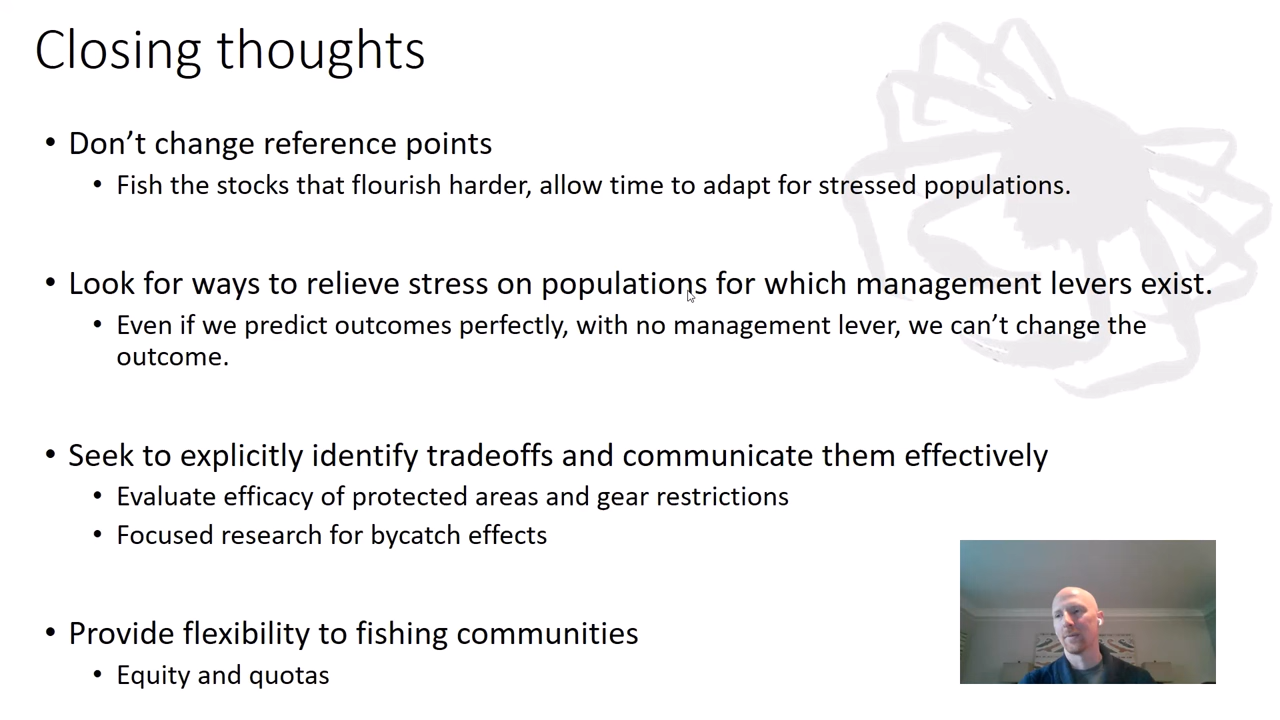 Closing thoughts
• Don’t change reference points
• Fish the stocks that flourish harder, allow time to adapt for stressed populations.
• Look for ways to relieve stress on populations for which management levers exist.
• Even if we predict outcomes perfectly, with no management lever, we can’t change the
outcome.
• Seek to explicitly identify tradeoffs and communicate them effectively
• Evaluate efficacy of protected areas and gear restrictions
• Focused research for bycatch effects
• Provide flexibility to fishing communities
• Equity and quotas